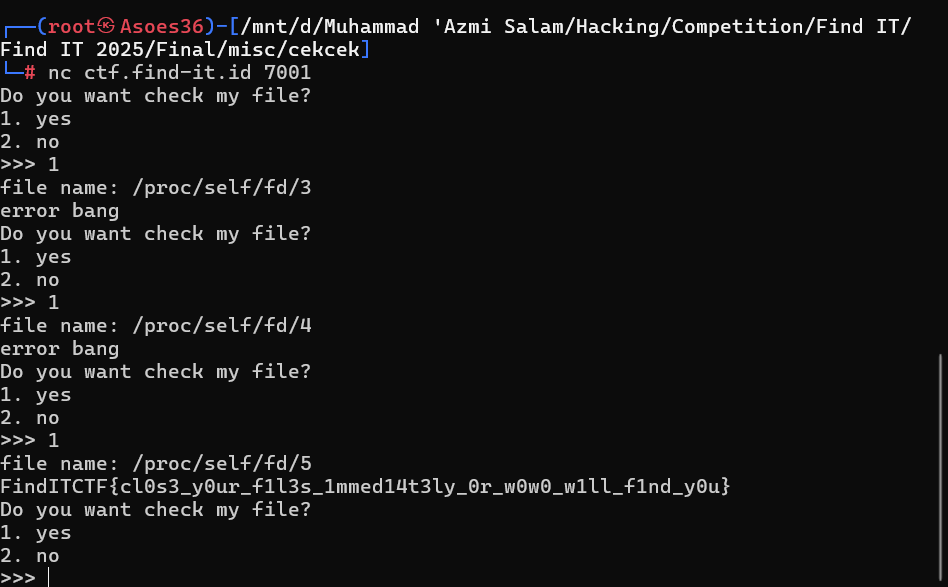 ┌──(root㉿Asoes36)-[/mnt/d/Muhammad 'Azmi Salam/Hacking/Competition/Find IT/
Find IT 2025/Final/misc/cekcek]
└─# nc ctf.find-it.id 7001
Do you want check my file?
1. yes
2. no
>>> 1
file name: /proc/self/fd/3
error bang
Do you want check my file?
1. yes
2. no
>>> 1
file name: /proc/self/fd/4
error bang
Do you want check my file?
1. yes
2. no
>>> 1
file name: /proc/self/fd/5
FindITCTF{cl0s3_y0ur_f1l3s_1mmed14t3ly_0r_w0w0_w1ll_f1nd_y0u}
Do you want check my file?
1. yes
2. no
>>>